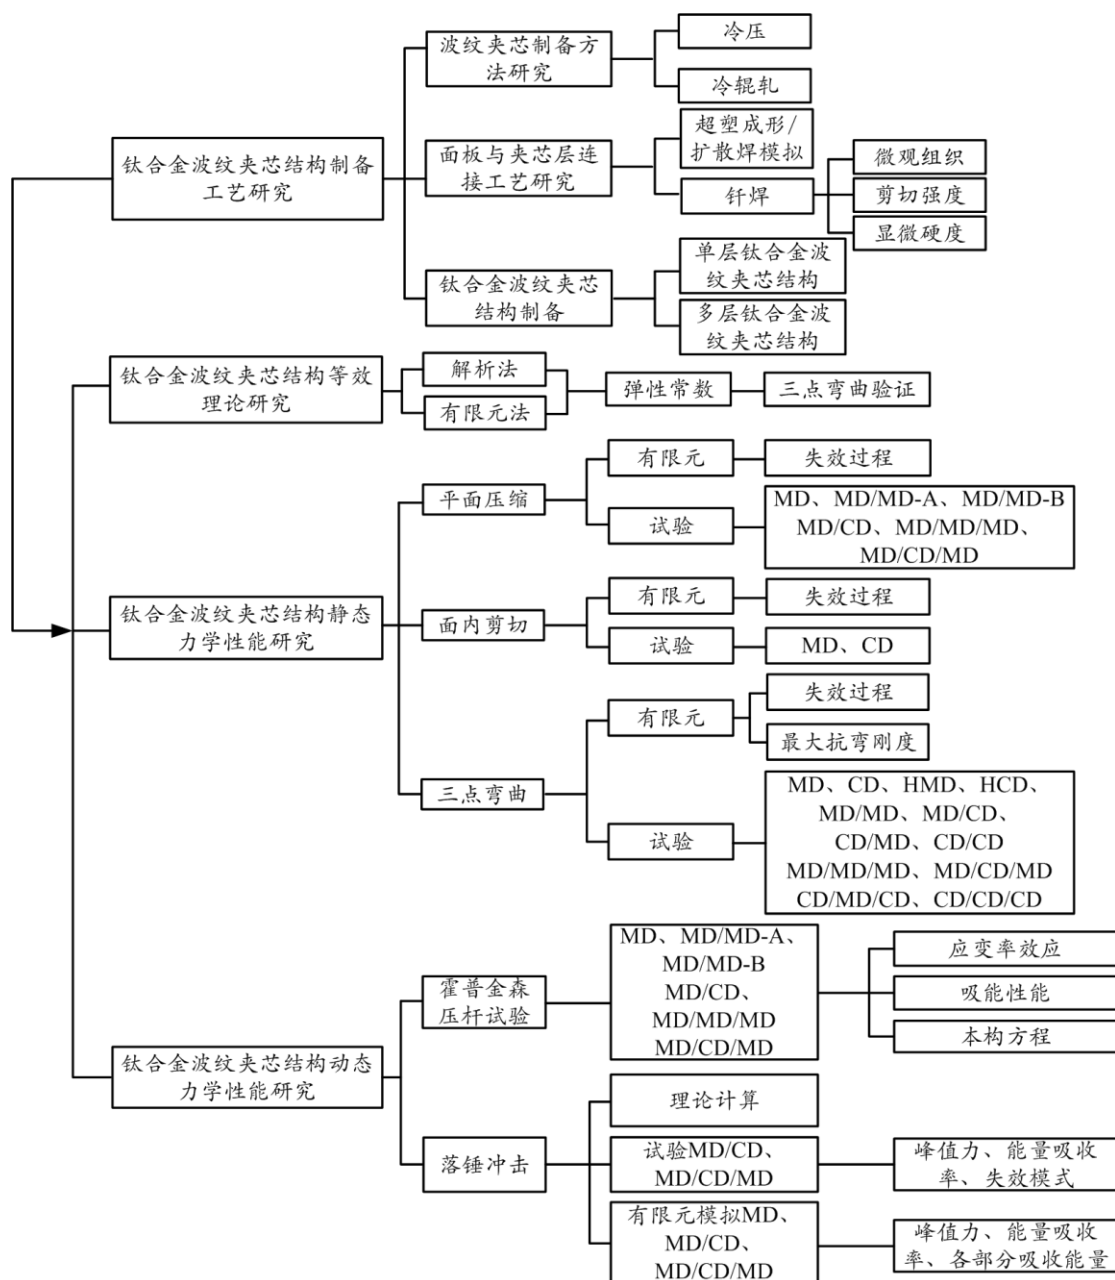 波纹夹芯制备方
法研究
冷压
冷辊轧
钛合金波纹夹芯结构制备
工艺研究
面板与夹芯层连
接工艺研究
超塑成形/
扩散焊模拟
钎焊
微观组织
剪切强度
显微硬度
钛合金波纹夹芯
结构制备
单层钛合金波
纹夹芯结构
多层钛合金波
纹夹芯结构
钛合金波纹夹芯结构等效
理论研究
解析法
有限元法
弹性常数
三点弯曲验证
钛合金波纹夹芯结构静态
力学性能研究
平面压缩
有限元
失效过程
试验
MD、MD/MD-A、MD/MD-B
MD/CD、MD/MD/MD、
MD/CD/MD
面内剪切
有限元
失效过程
试验
MD、CD
三点弯曲
有限元
失效过程
最大抗弯刚度
试验
MD、CD、HMD、HCD、
MD/MD、MD/CD、
CD/MD、CD/CD
MD/MD/MD、MD/CD/MD
CD/MD/CD、CD/CD/CD
钛合金波纹夹芯结构动态
力学性能研究
霍普金森
压杆试验
MD、MD/MD-A、
MD/MD-B
MD/CD、
MD/MD/MD
MD/CD/MD
应变率效应
吸能性能
本构方程
落锤冲击
理论计算
试验MD/CD、
MD/CD/MD
峰值力、能量吸收
率、失效模式
有限元模拟MD、
MD/CD、
MD/CD/MD
峰值力、能量吸收
率、各部分吸收能量